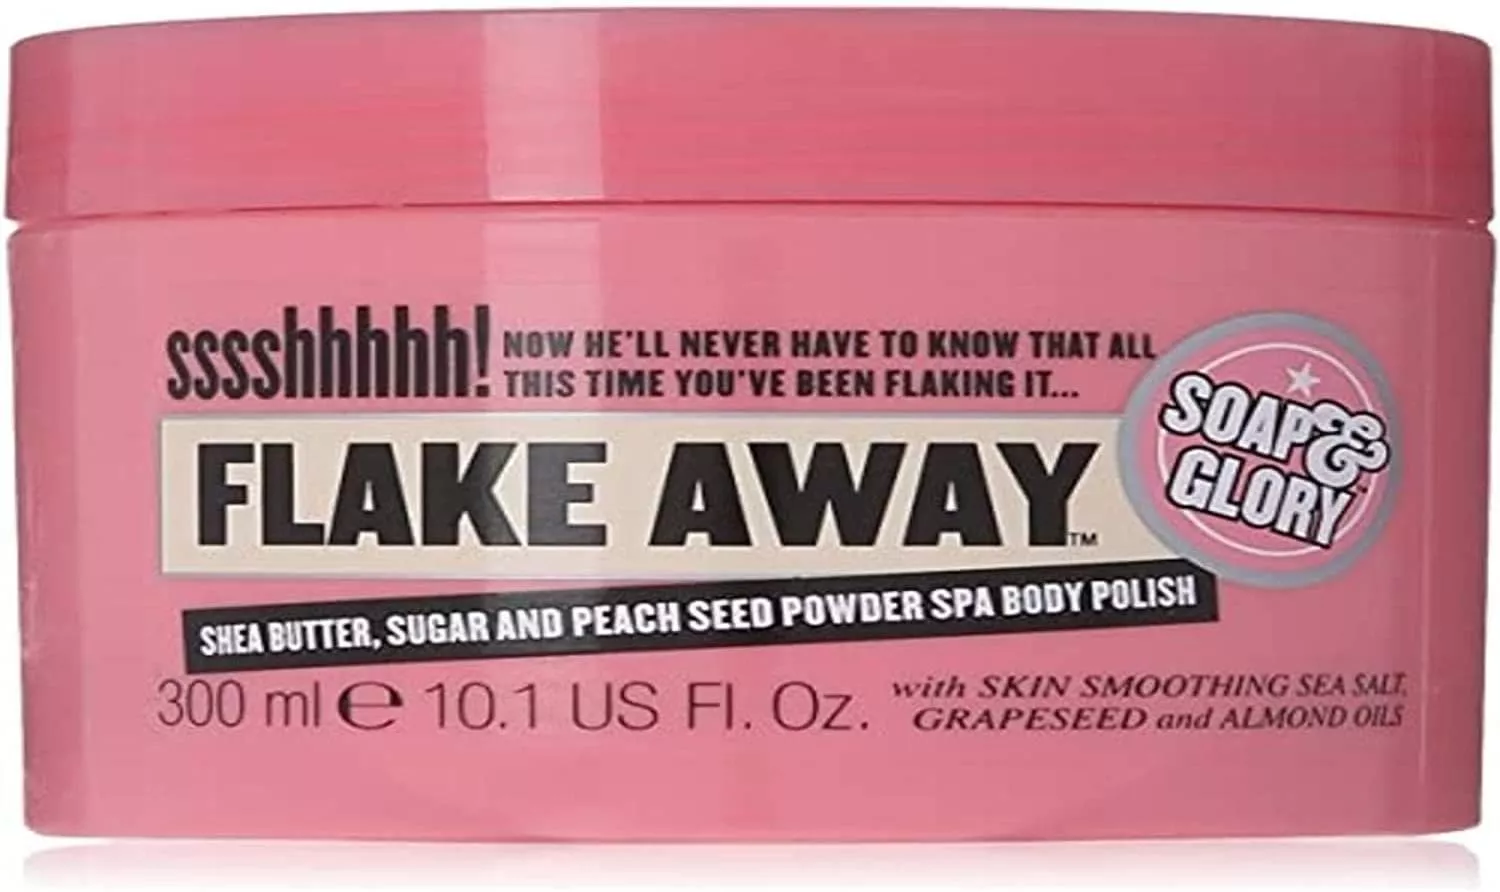 sssshhhhhh! NOW HE'LL NEVER HAVE TO KNOW THAT ALL
THIS TIME YOU'VE BEEN FLAKING IT...
FLAKE AWAY™
SOAP&
GLORY™
SHEA BUTTER, SUGAR AND PEACH SEED POWDER SPA BODY POLISH
300 ml ℮ 10.1 US Fl. Oz.
with SKIN SMOOTHING SEA SALT,
GRAPESEED and ALMOND OILS